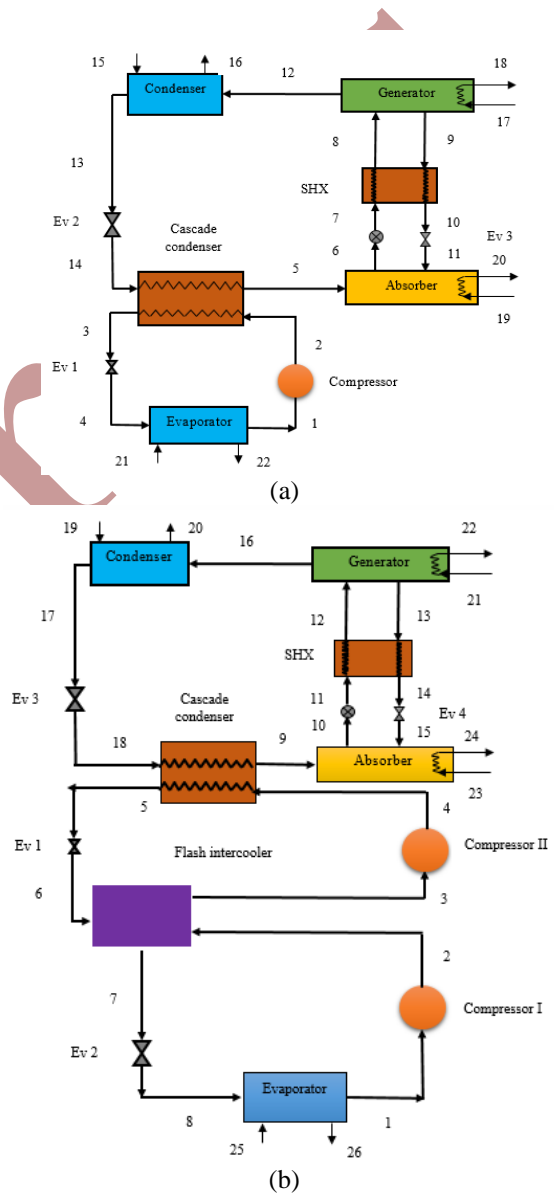 15 16 12 18
Condenser Generator
17
8 9
13
SHX
Ev 2 Cascade
condenser
7 10
6 11 Ev 3
14 5 20
Absorber
3 2 19
Ev 1
Compressor
4 Evaporator 1
21 22
(a)
19 20 16 22
Condenser Generator
21
17 12 13
SHX
Ev 3 Cascade
condenser
11 14
10 15 Ev 4
18 9 24
Absorber
5 4 23
Ev 1
Flash intercooler Compressor II
6 3
2
7 Compressor I
Ev 2
Evaporator
8 1
25 26
(b)